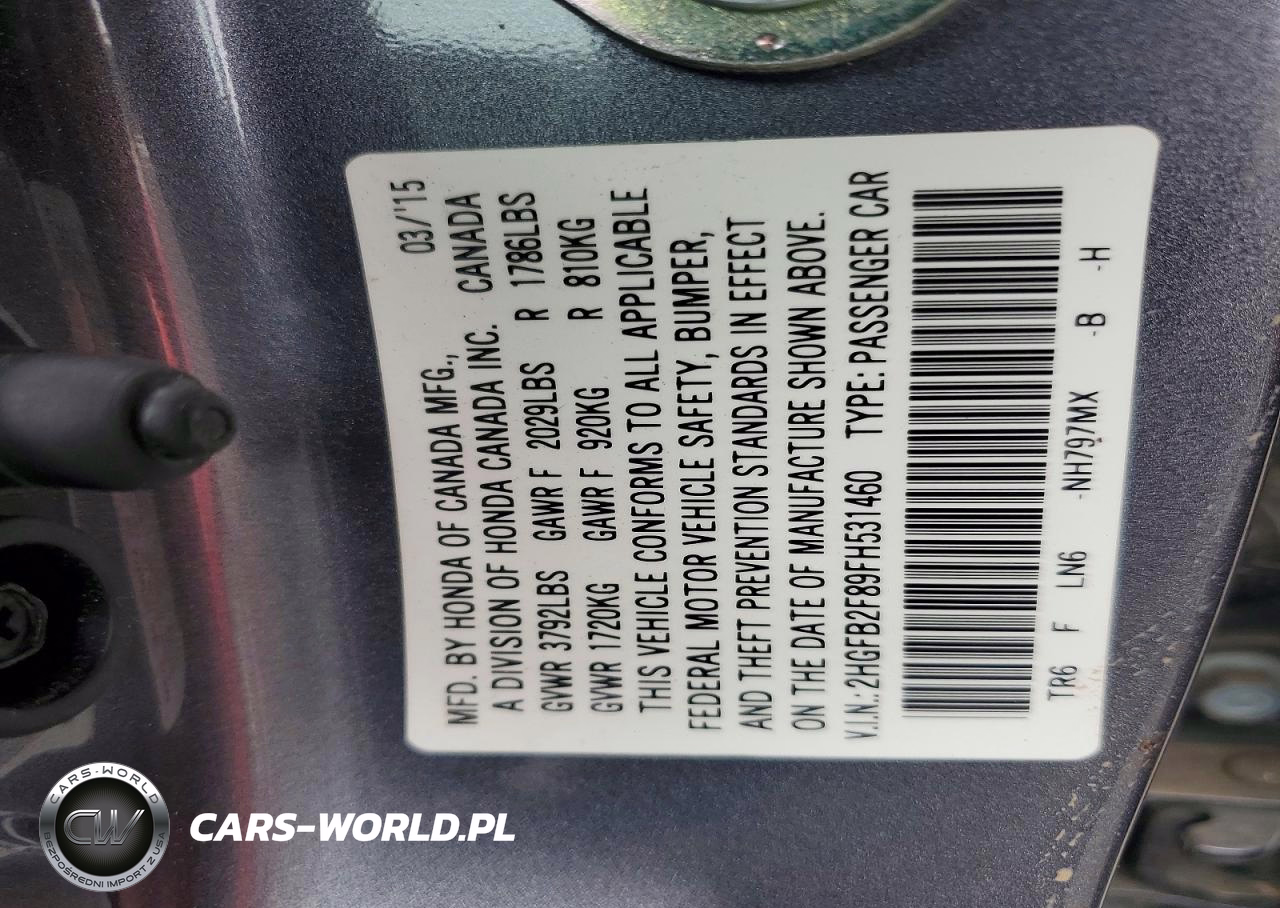 03/'15
MFD. BY HONDA OF CANADA MFG.,
A DIVISION OF HONDA CANADA INC. CANADA
GVWR 3792LBS GAWR F 2029LBS R 1786LBS
GVWR 1720KG GAWR F 920KG R 810KG
THIS VEHICLE CONFORMS TO ALL APPLICABLE
FEDERAL MOTOR VEHICLE SAFETY, BUMPER,
AND THEFT PREVENTION STANDARDS IN EFFECT
ON THE DATE OF MANUFACTURE SHOWN ABOVE.
V.I.N.: 2HGFB2F89FH531460 TYPE: PASSENGER CAR
TR6 F LN6 -NH797MX -B -H
CARS-WORLD
CW
BEZPOŚREDNI IMPORT Z USA
CARS-WORLD.PL